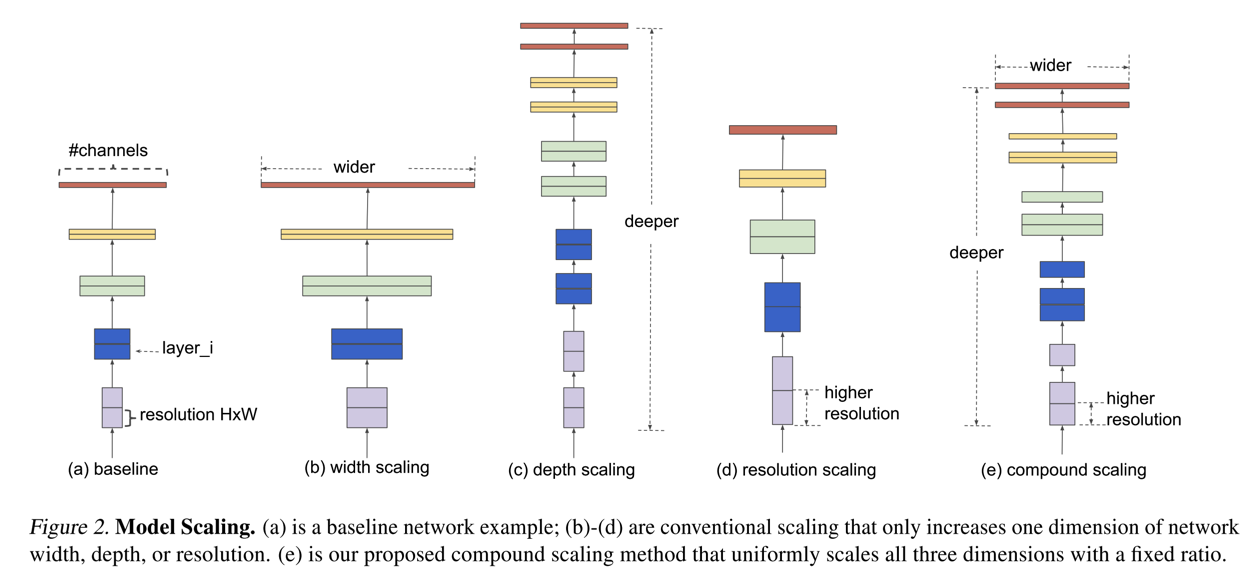 #channels
layer_i
resolution HxW
(a) baseline
wider
(b) width scaling
deeper
(c) depth scaling
higher
resolution
(d) resolution scaling
wider
deeper
higher
resolution
(e) compound scaling
Figure 2. Model Scaling. (a) is a baseline network example; (b)-(d) are conventional scaling that only increases one dimension of network
width, depth, or resolution. (e) is our proposed compound scaling method that uniformly scales all three dimensions with a fixed ratio.